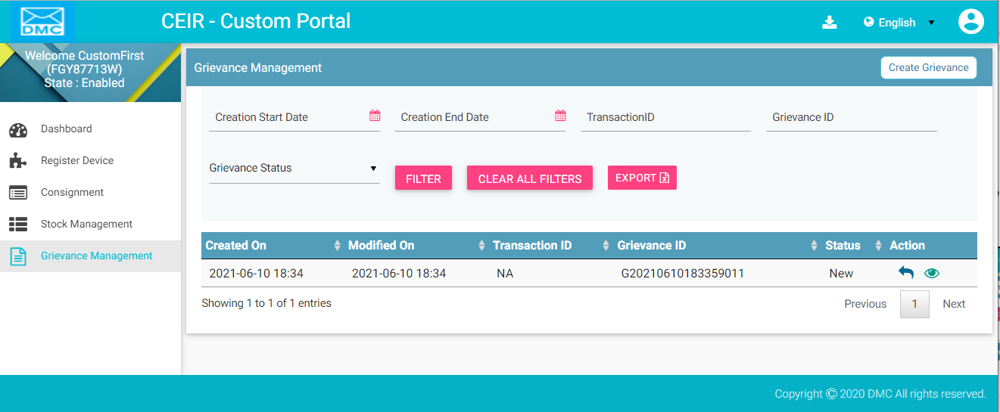 DMC
CEIR - Custom Portal
English
Welcome CustomFirst
(FGY87713W)
State : Enabled
Dashboard
Register Device
Consignment
Stock Management
Grievance Management
Grievance Management
Create Grievance
Creation Start Date
Creation End Date
TransactionID
Grievance ID
Grievance Status
FILTER
CLEAR ALL FILTERS
EXPORT
Created On Modified On Transaction ID Grievance ID Status Action
2021-06-10 18:34 2021-06-10 18:34 NA G20210610183359011 New
Showing 1 to 1 of 1 entries
Previous 1 Next
Copyright © 2020 DMC All rights reserved.